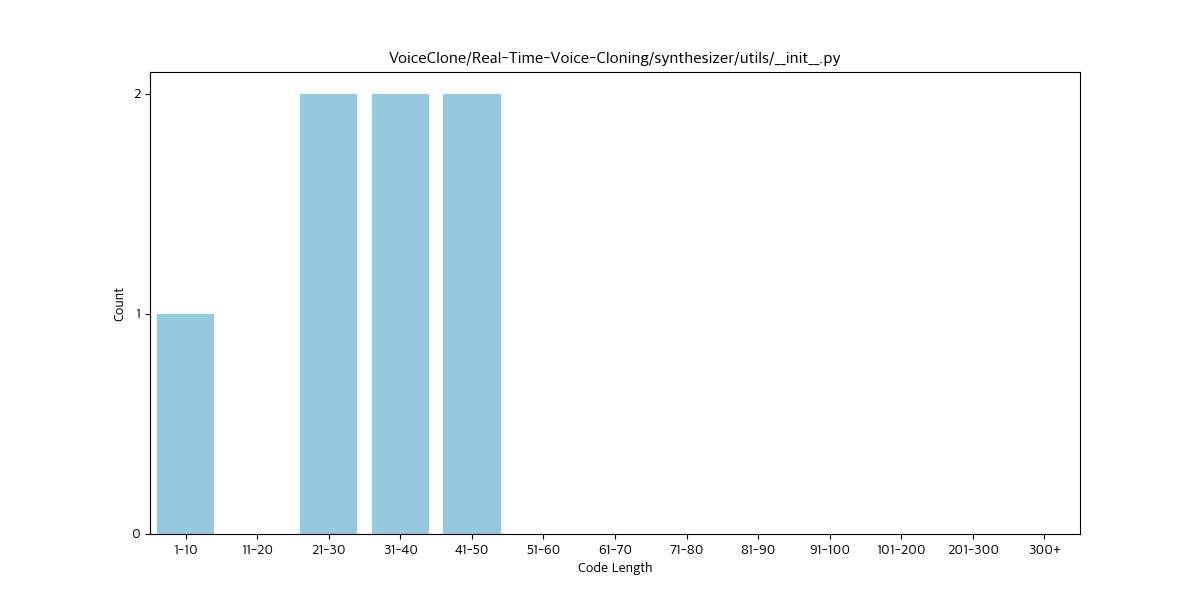 VoiceClone/Real-Time-Voice-Cloning/synthesizer/utils/__init__.py
2
1
0
Count
1-10 11-20 21-30 31-40 41-50 51-60 61-70 71-80 81-90 91-100 101-200 201-300 300+
Code Length